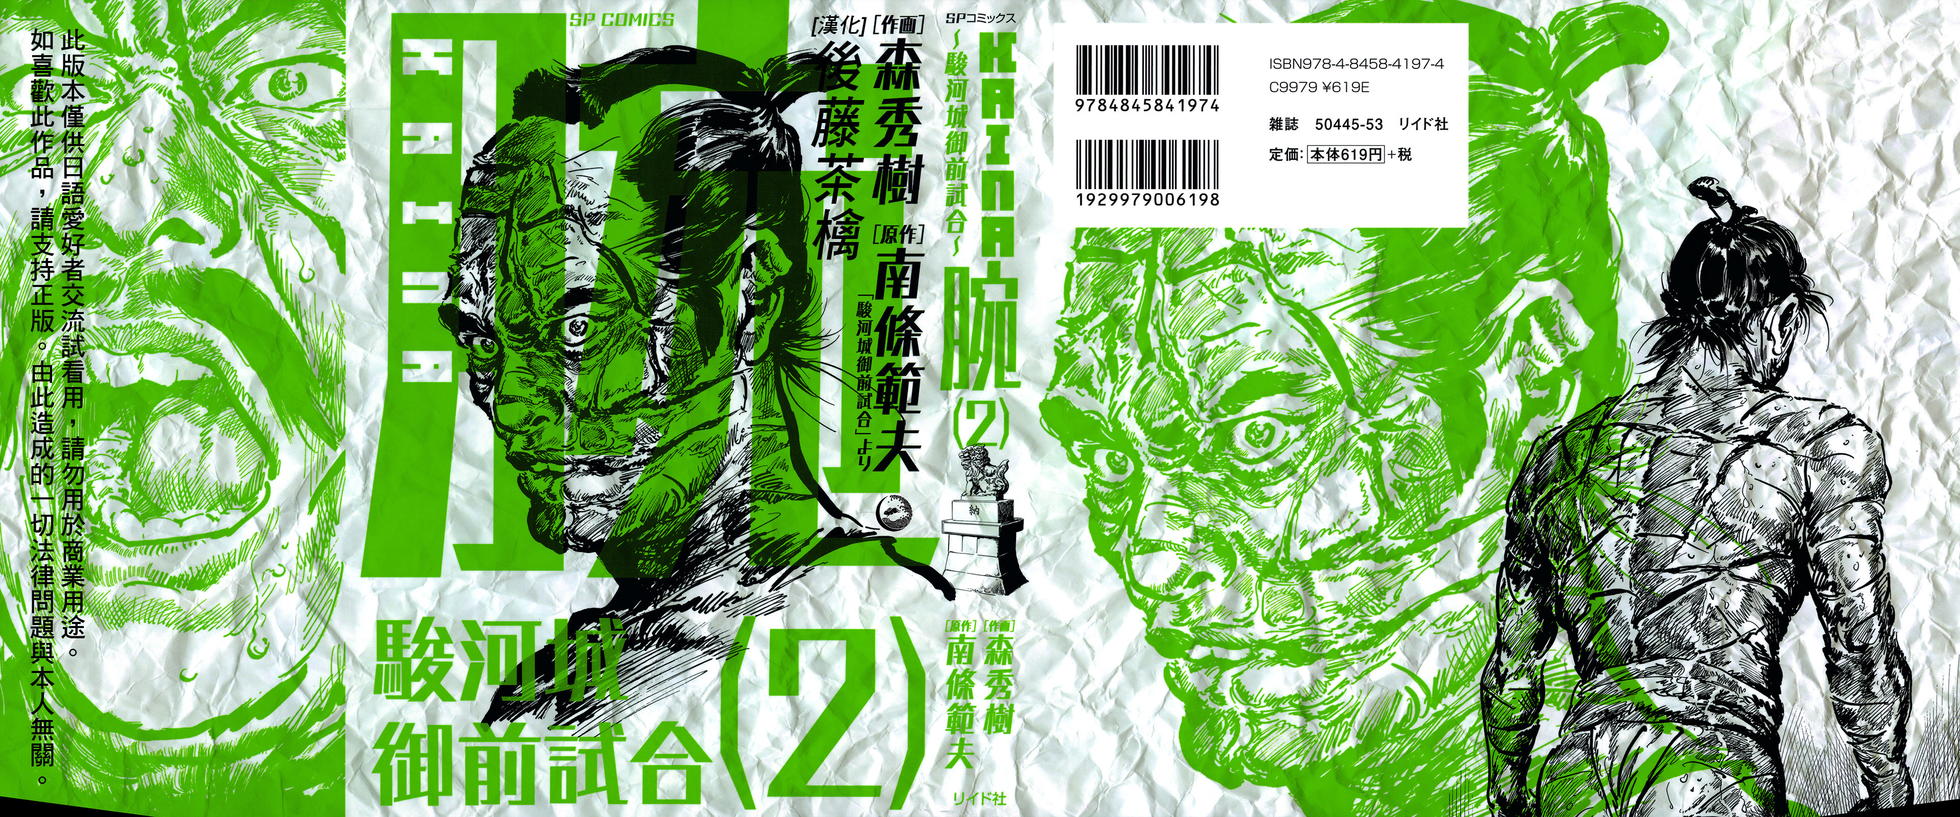 此版本僅供日語愛好者交流試看用，請勿用於商業用途。
如喜歡此作品，請支持正版。由此造成的一切法律問題與本人無關。
SP COMICS
KAINA
腕
[作画]
森秀樹
[原作]
南條範夫
「駿河城御前試合」より
[漢化]
後藤茶檎
駿河城
御前試合
(2)
SPコミックス
KAINA
～駿河城御前試合～
腕
(2)
納
[作画]
森秀樹
[原作]
南條範夫
リイド社
9784845841974
1929979006198
ISBN978-4-8458-4197-4
C9979 ¥619E
雑誌 50445-53 リイド社
定価：本体619円+税